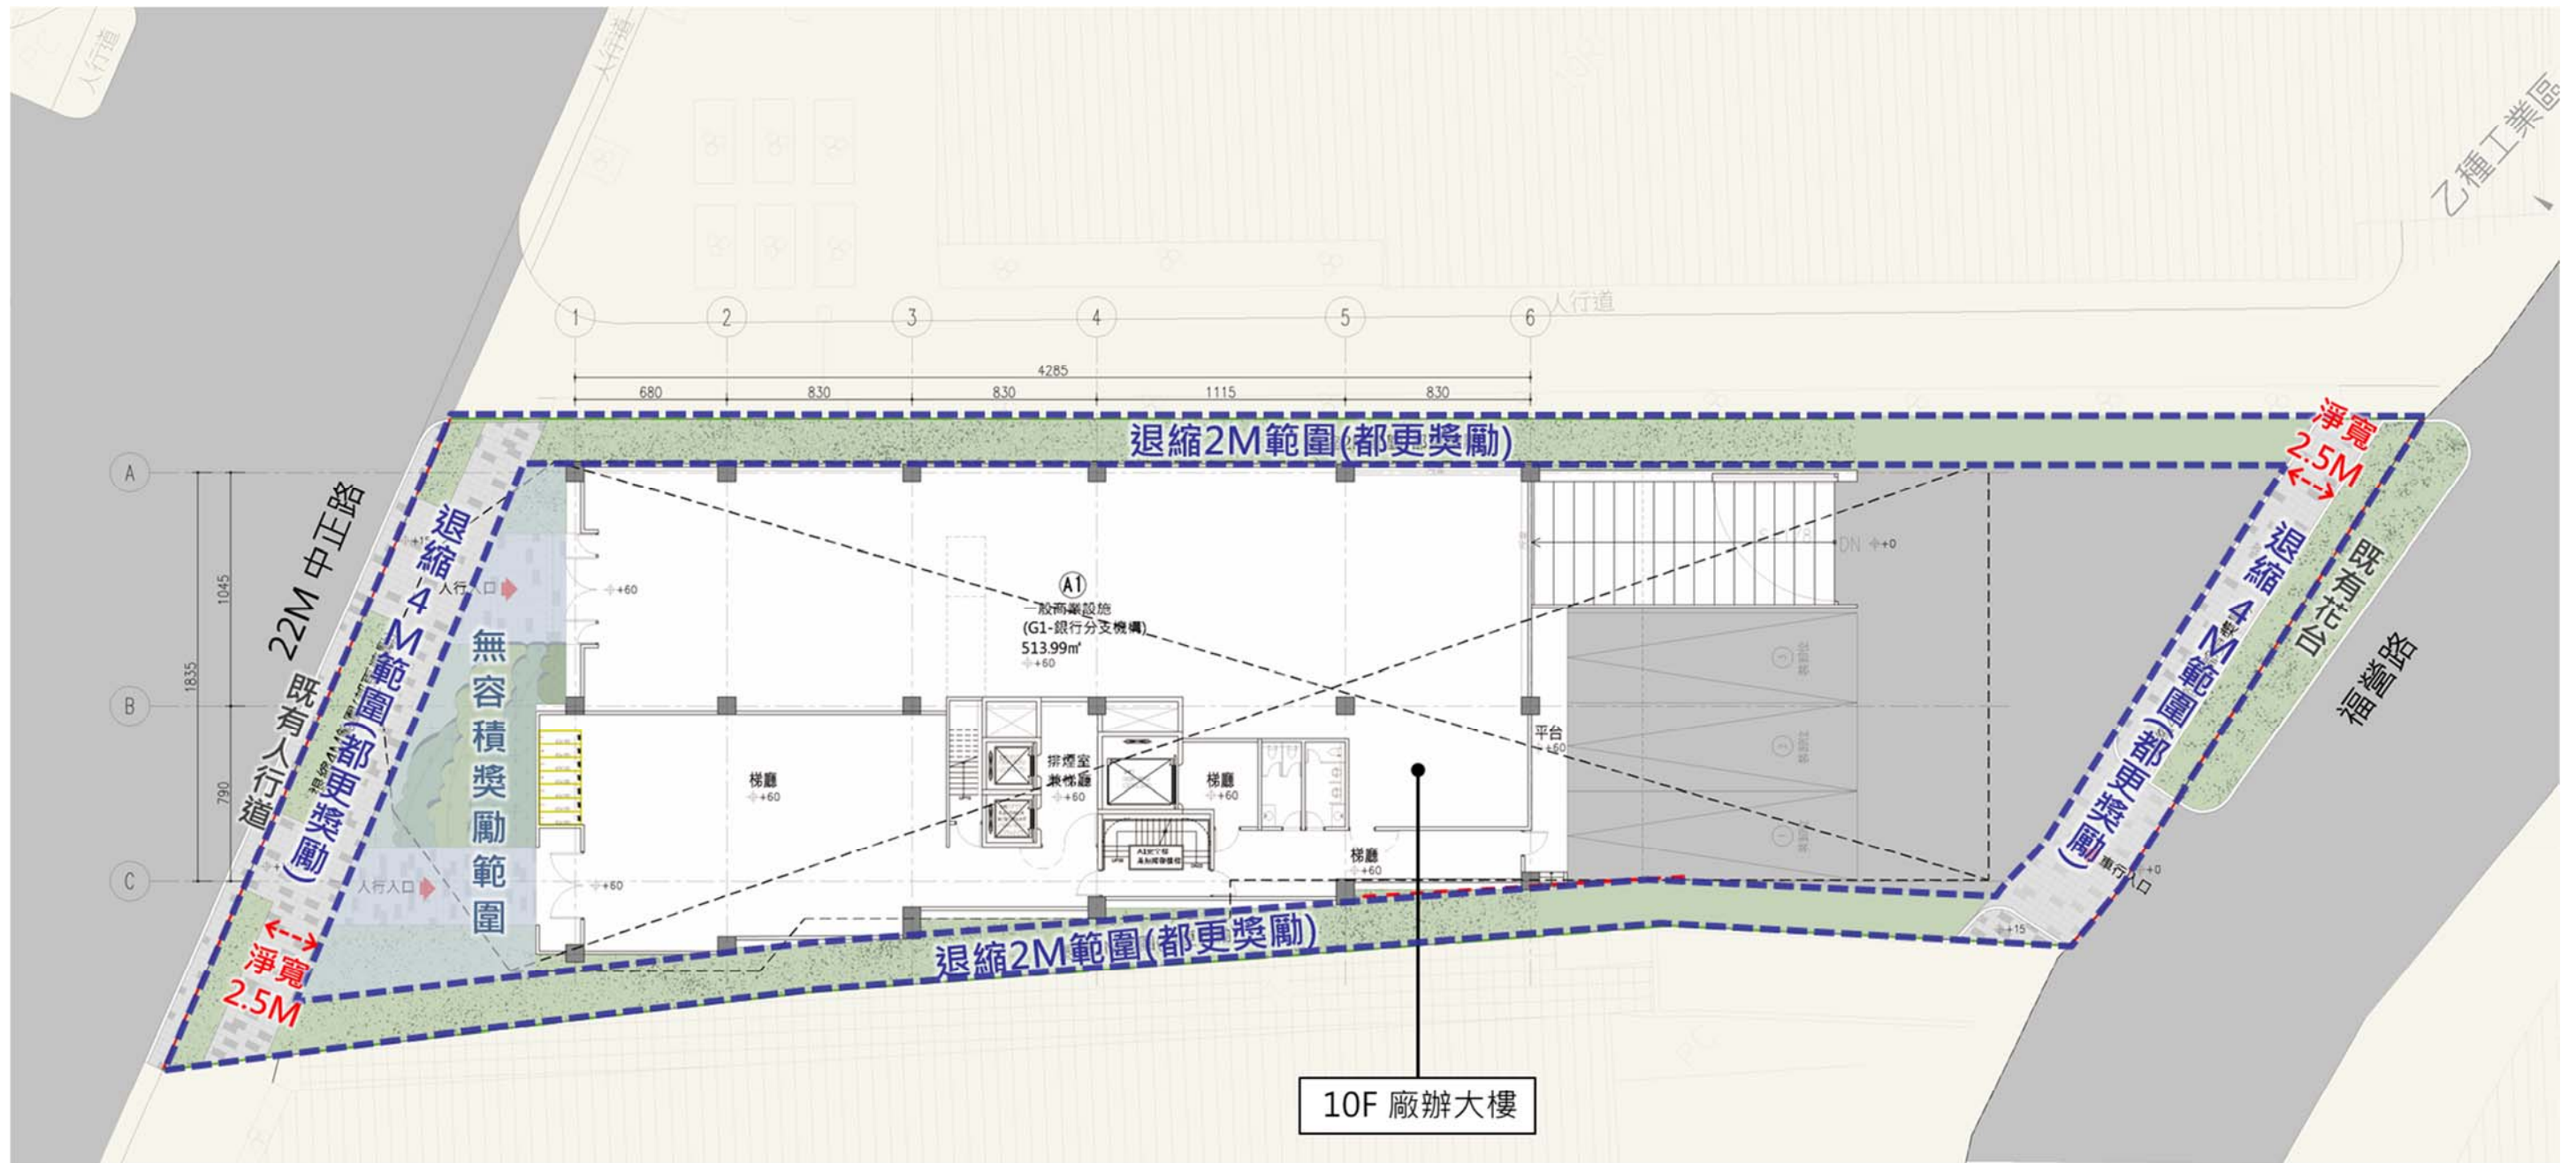 人行道
人行道
乙種工業區
1
2
3
4
5
6
人行道
4285
680
830
830
1115
830
淨寬
2.5M
退縮2M範圍(都更獎勵)
A
22M 中正路
退縮4M範圍(都更獎勵)
退縮4M範圍(都更獎勵)
既有花台
福營路
DN
+0
1045
人行入口
+60
A1
一般商業設施
(G1-銀行分支機構)
513.99㎡
+60
無容積獎勵範圍
1835
既有人行道
B
平台
+60
790
梯廳
+60
排煙室
兼梯廳
+60
梯廳
+60
梯廳
+60
3
2
1
C
人行入口
+60
車行入口
+0
+15
淨寬
2.5M
退縮2M範圍(都更獎勵)
PC
10F 廠辦大樓